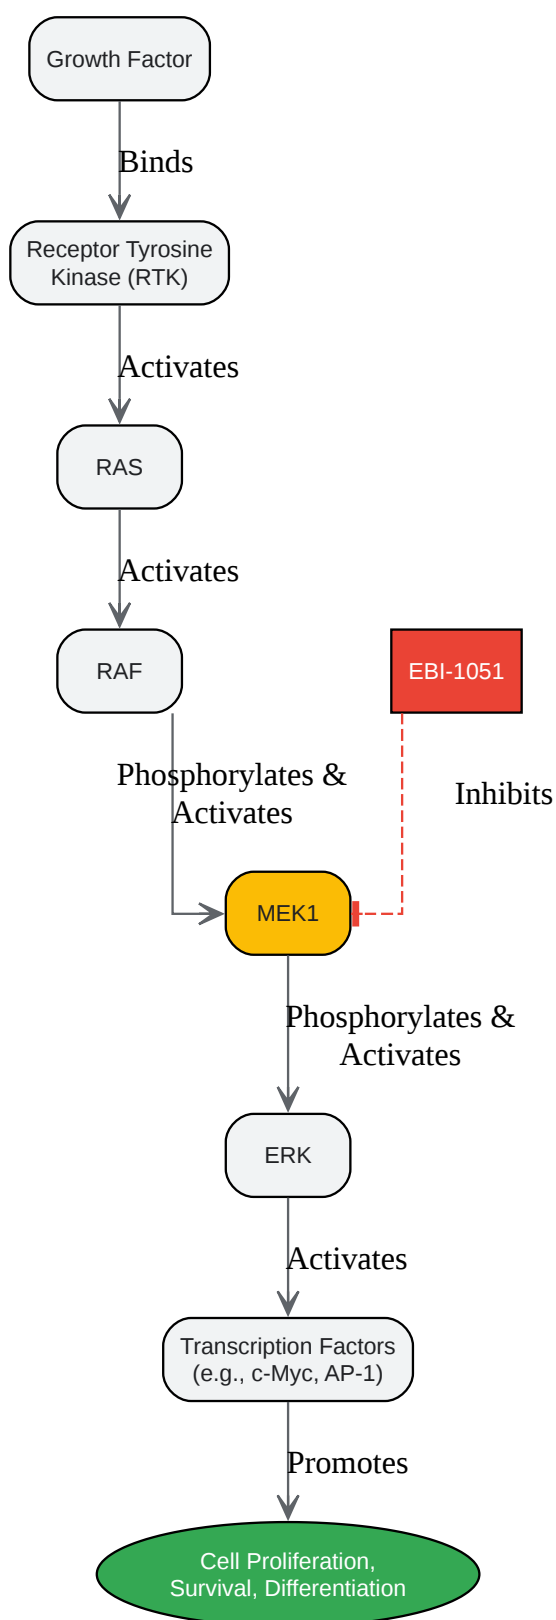 Growth Factor
Binds
Receptor Tyrosine
Kinase (RTK)
Activates
RAS
Activates
RAF
EBI-1051
Phosphorylates &
Activates
Inhibits
MEK1
Phosphorylates &
Activates
ERK
Activates
Transcription Factors
(e.g., c-Myc, AP-1)
Promotes
Cell Proliferation,
Survival, Differentiation